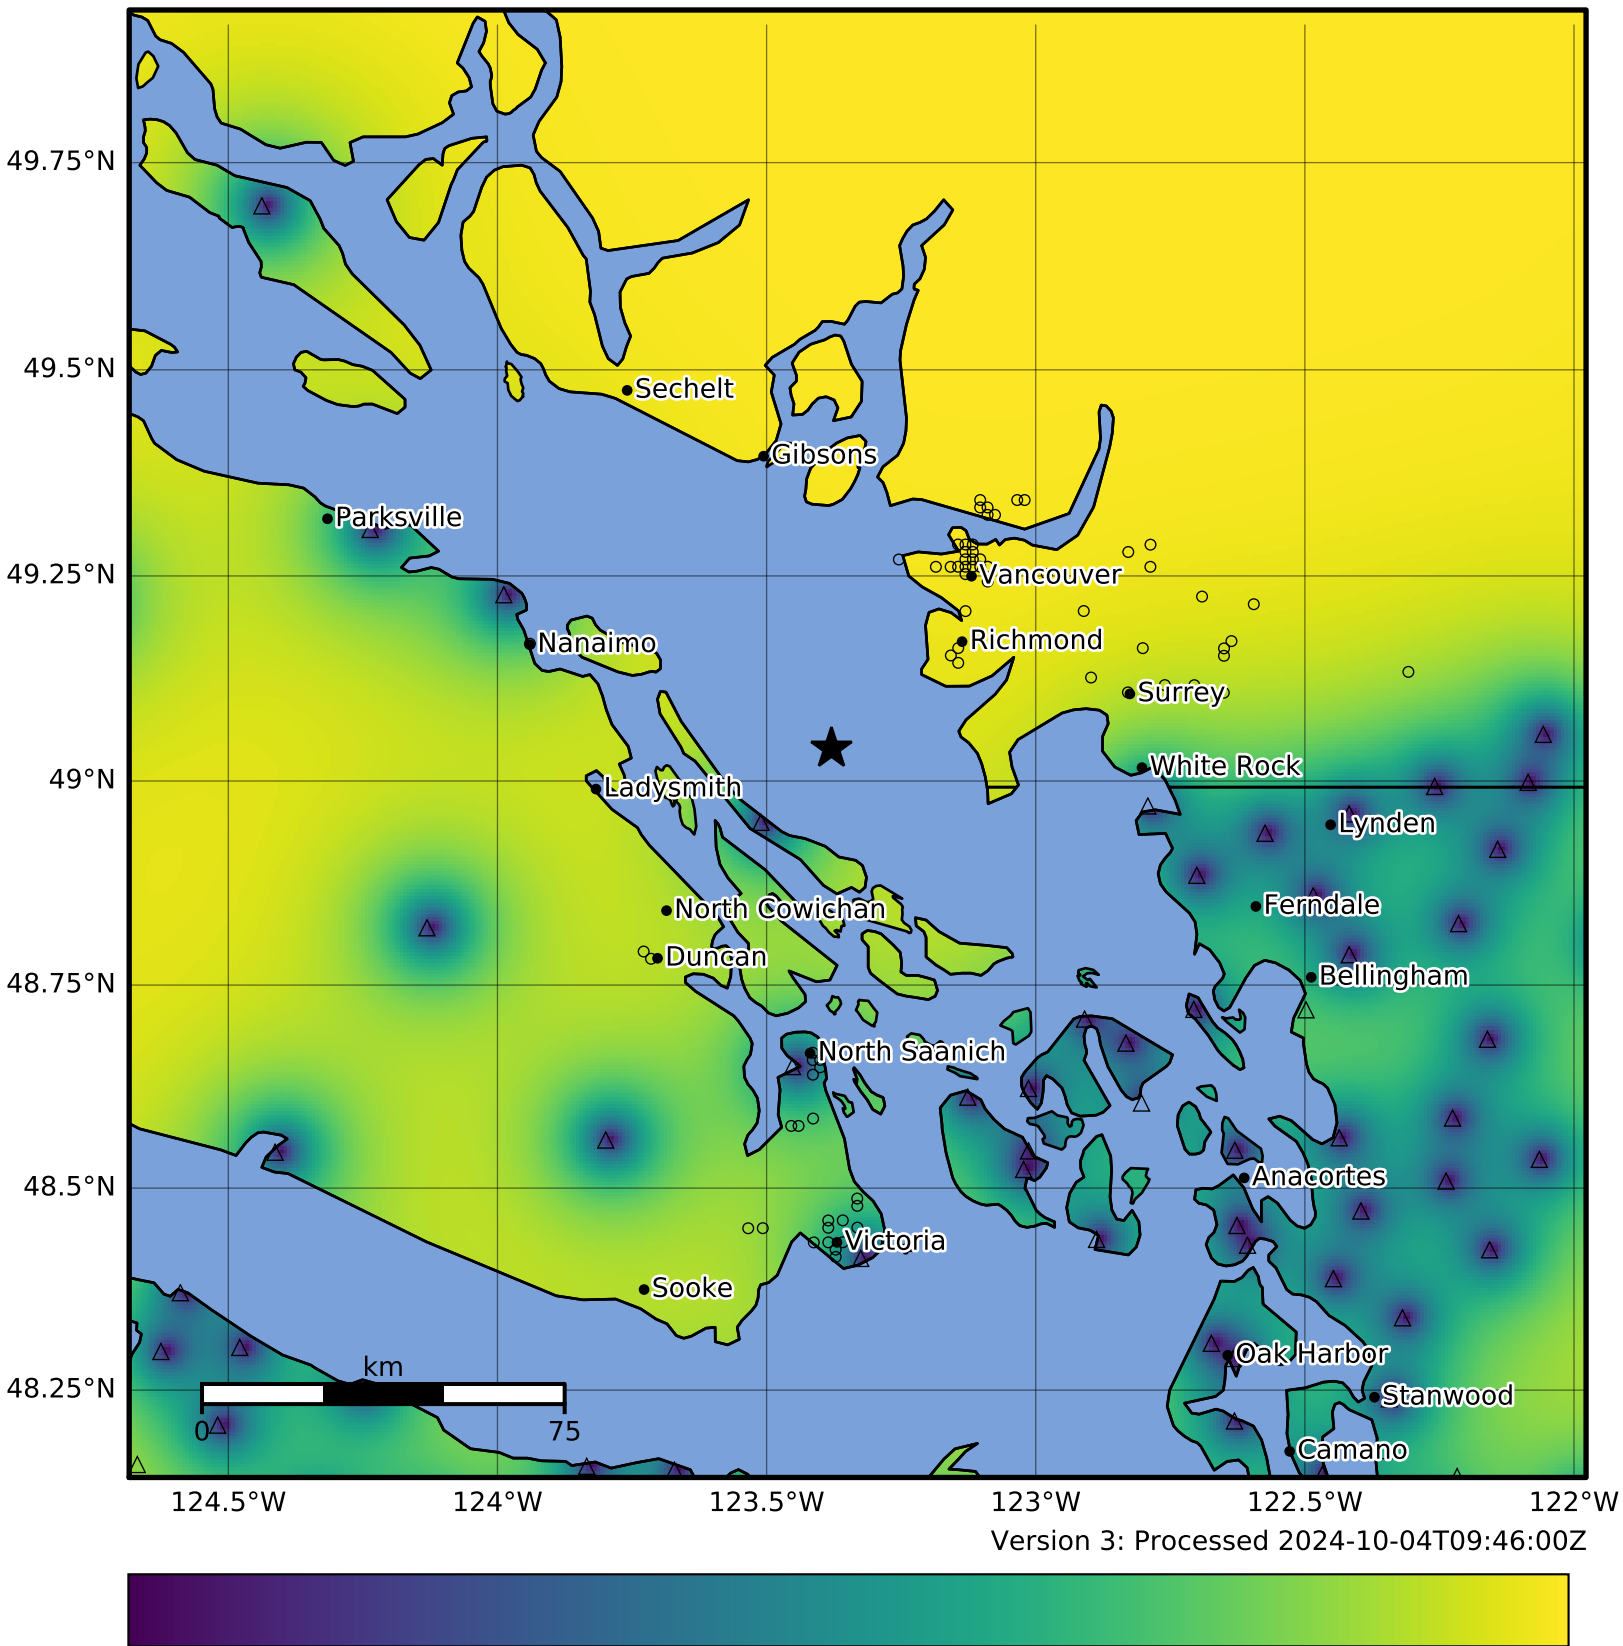 49.75°N
49.5°N
Sechelt
Gibsons
Parksville
49.25°N
Vancouver
Nanaimo
Richmond
Surrey
49°N
White Rock
Ladysmith
Lynden
North Cowichan
Ferndale
Duncan
48.75°N
Bellingham
North Saanich
48.5°N
Anacortes
Victoria
Sooke
Oak Harbor
km
48.25°N
Stanwood
0
75
Camano
124.5°W
124°W
123.5°W
123°W
122.5°W
122°W
Version 3: Processed 2024-10-04T09:46:00Z